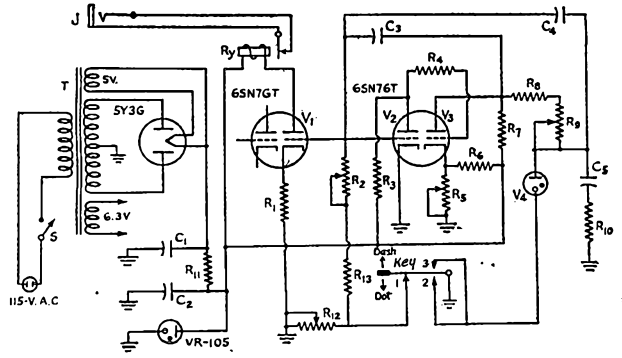 J V
T
5V.
5Y3G
6.3V
S
115-V. A.C
C1
R11
C2
VR-105
Ry
6SN7GT
V1
R1
R12
C3
C4
6SN76T
R4
V2
V3
R2
R3
R5
R6
R7
R8
R9
V4
C5
R10
R13
Dash
Key
3
1
2
Dot